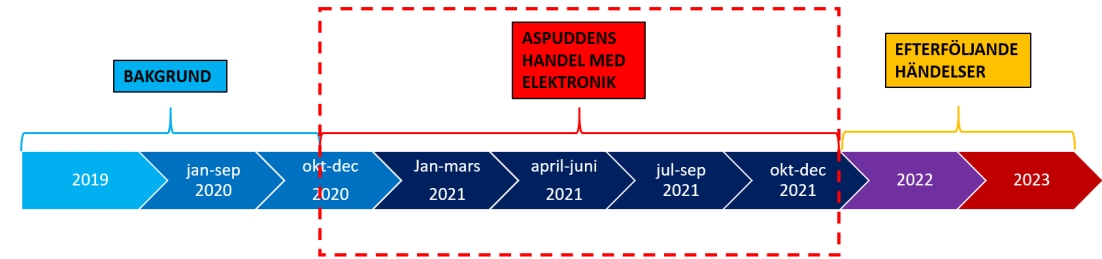 BAKGRUND
ASPUDDENS
HANDEL MED
ELEKTRONIK
EFTERFÖLJANDE
HÄNDELSER
2019
jan-sep
2020
okt-dec
2020
Jan-mars
2021
april-juni
2021
jul-sep
2021
okt-dec
2021
2022
2023